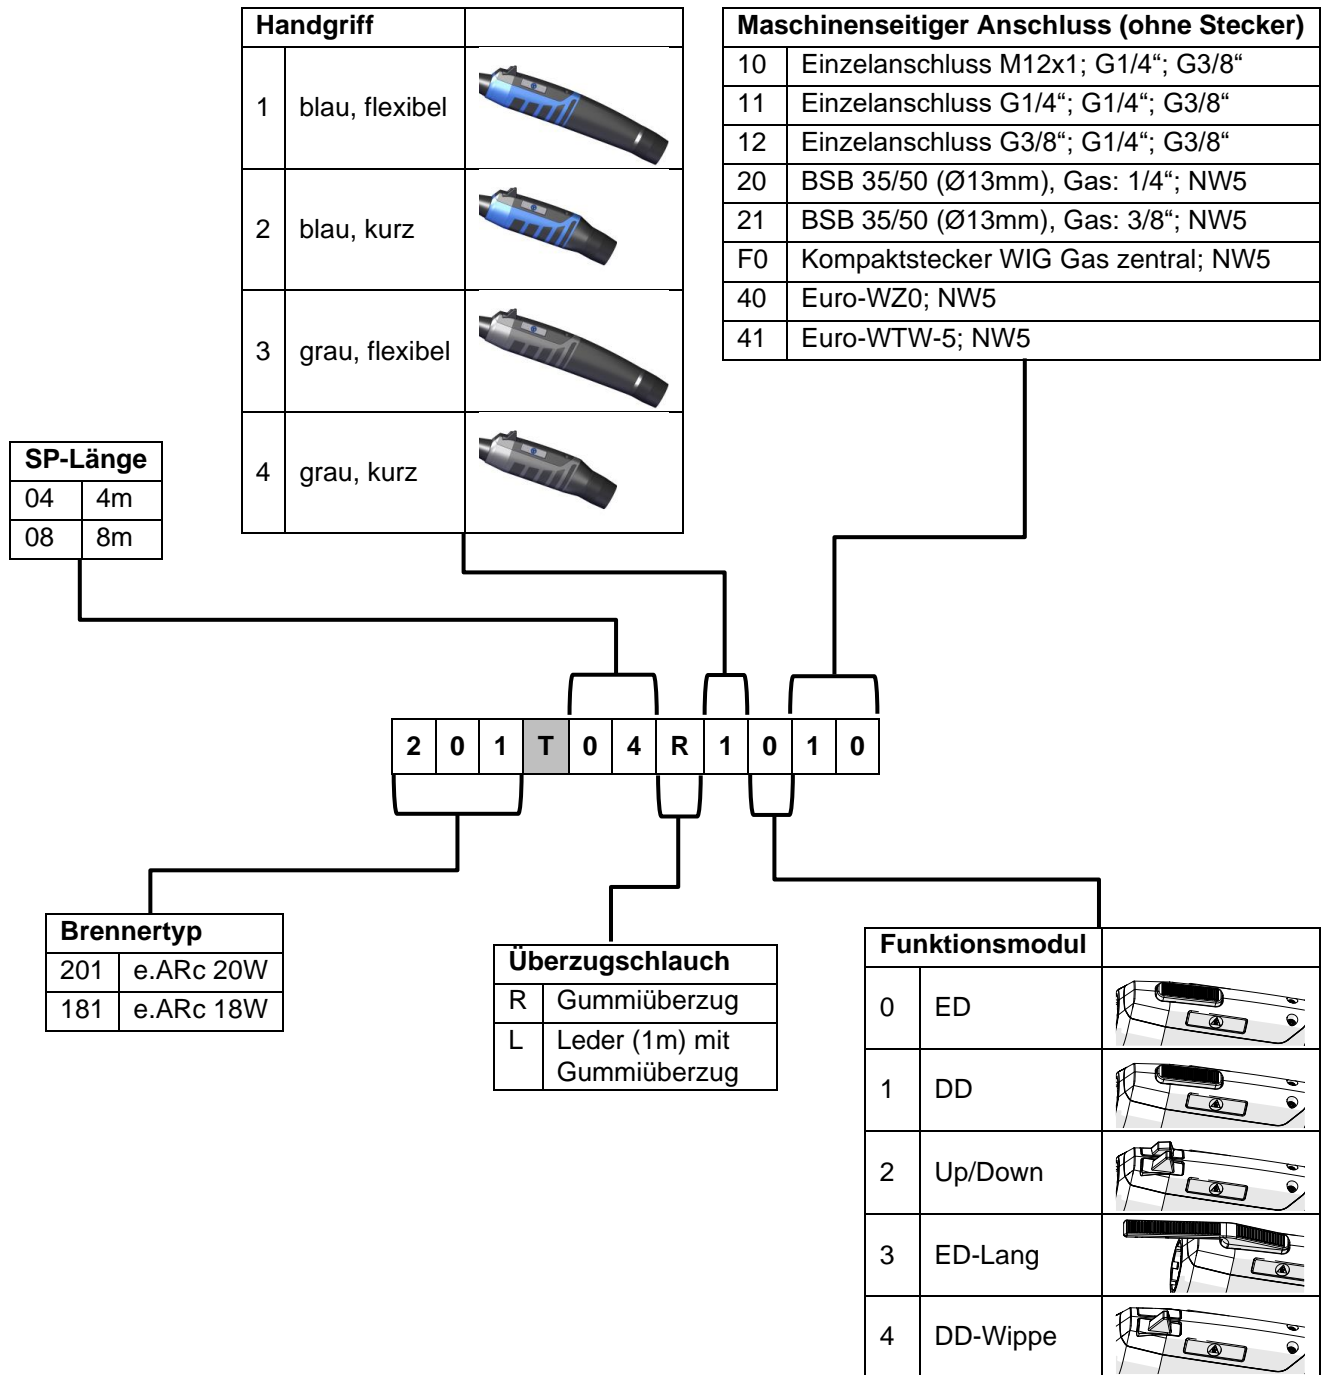 Handgriff
1 blau, flexibel
2 blau, kurz
3 grau, flexibel
4 grau, kurz
Maschinenseitiger Anschluss (ohne Stecker)
10 Einzelanschluss M12x1; G1/4“; G3/8“
11 Einzelanschluss G1/4“; G1/4“; G3/8“
12 Einzelanschluss G3/8“; G1/4“; G3/8“
20 BSB 35/50 (Ø13mm), Gas: 1/4“; NW5
21 BSB 35/50 (Ø13mm), Gas: 3/8“; NW5
F0 Kompaktstecker WIG Gas zentral; NW5
40 Euro-WZ0; NW5
41 Euro-WTW-5; NW5
SP-Länge
04 4m
08 8m
2 0 1 T 0 4 R 1 0 1 0
Brennertyp
201 e.ARc 20W
181 e.ARc 18W
Überzugschlauch
R Gummiüberzug
L Leder (1m) mit
Gummiüberzug
Funktionsmodul
0 ED
1 DD
2 Up/Down
3 ED-Lang
4 DD-Wippe